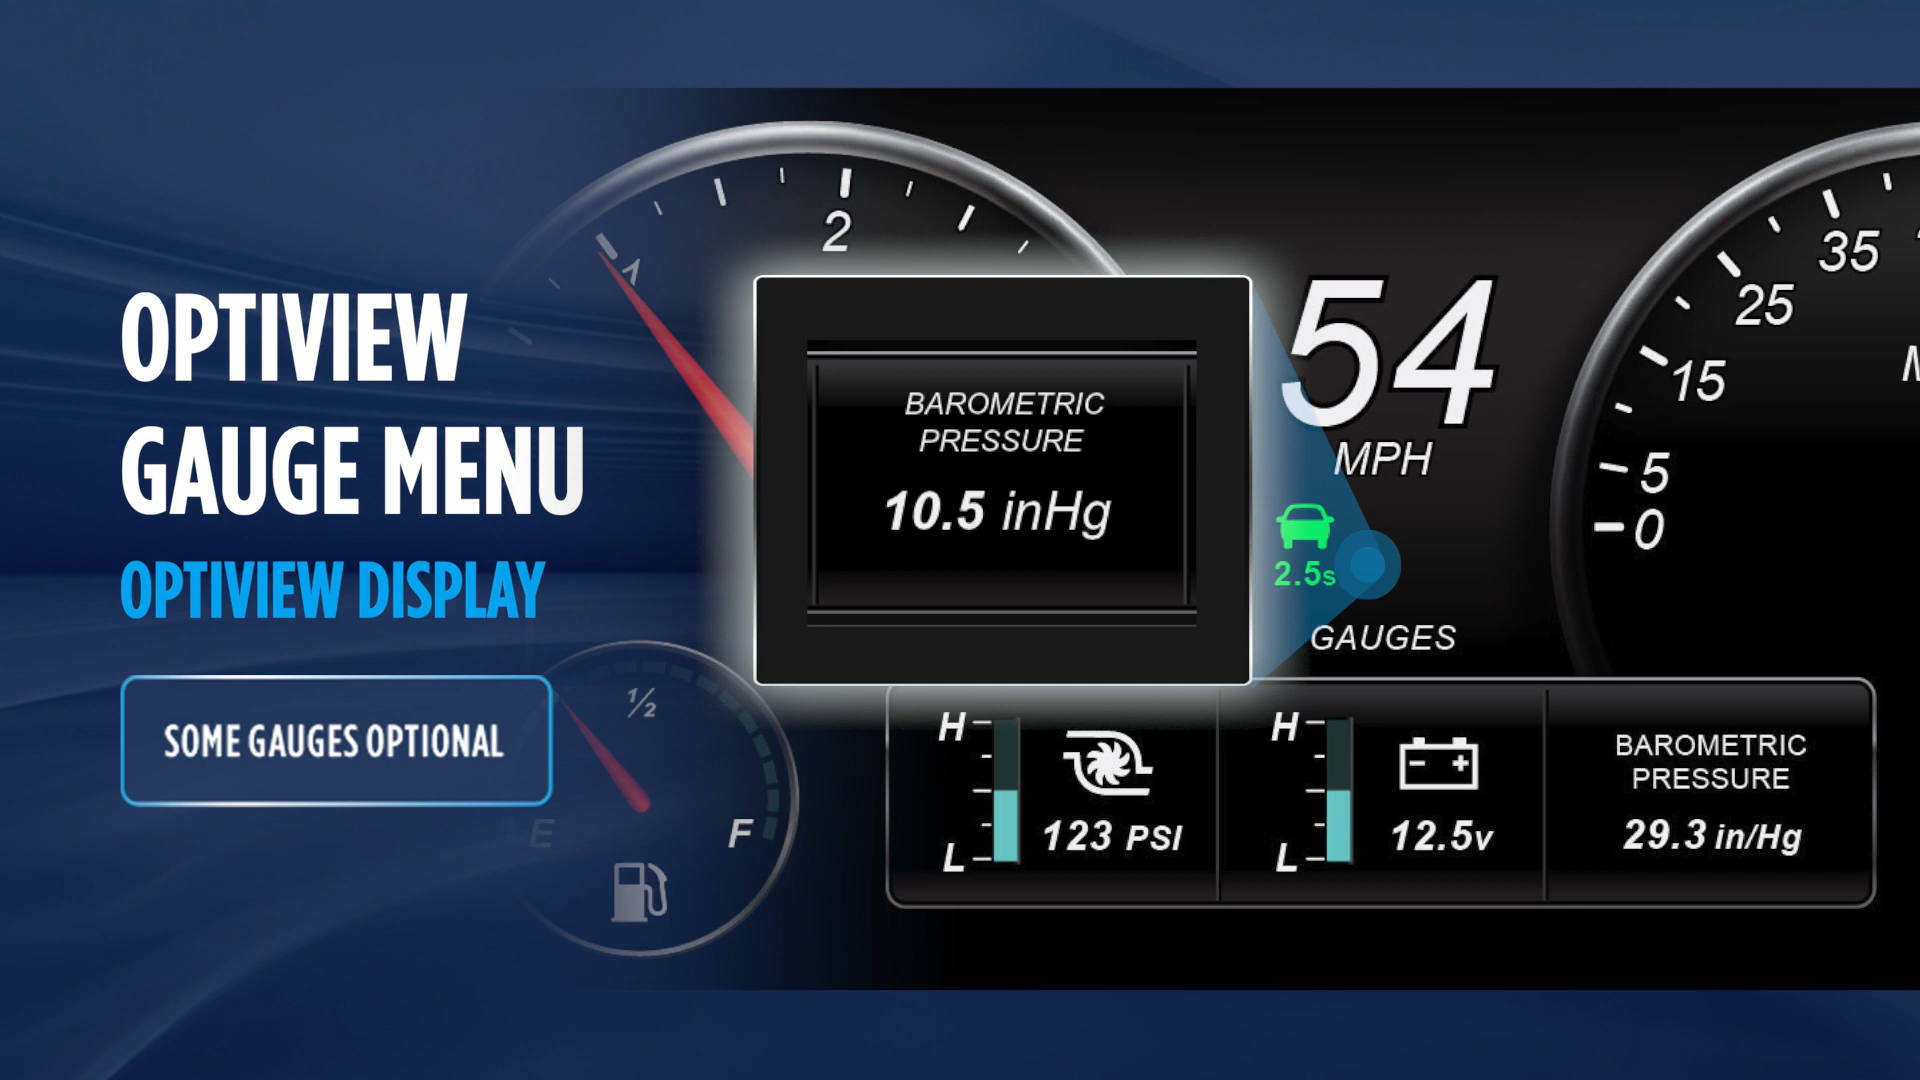 OPTIVIEW
GAUGE MENU
OPTIVIEW DISPLAY
SOME GAUGES OPTIONAL
1
2
BAROMETRIC
PRESSURE
10.5 inHg
54
MPH
2.5s
GAUGES
35
25
15
5
0
1/2
E
F
H
L
123 PSI
H
L
12.5v
BAROMETRIC
PRESSURE
29.3 in/Hg